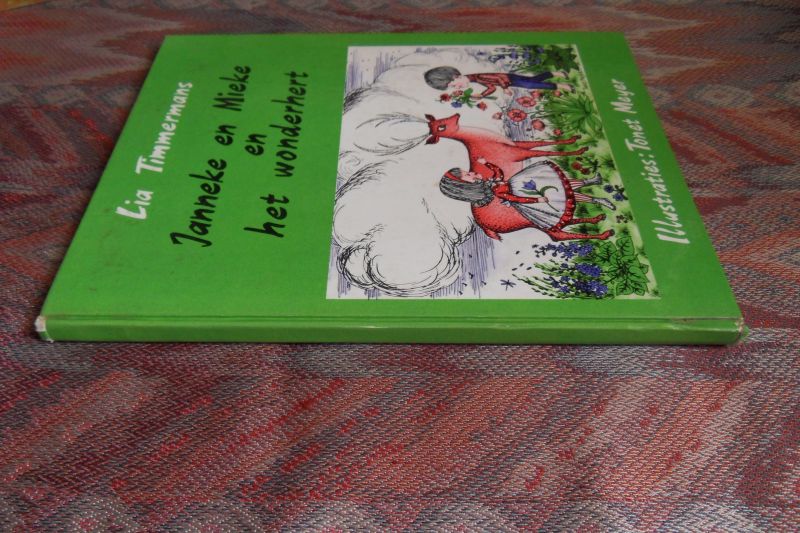 Lia Timmermans
Janneke en Mieke
en
het wonderhert
Illustraties: Tonet Meyer